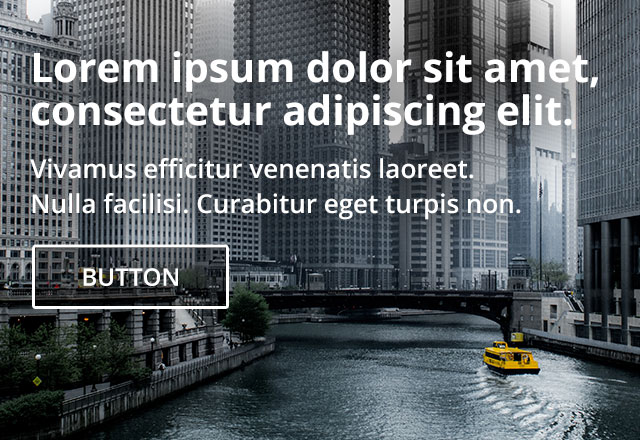 Lorem ipsum dolor sit amet,
consectetur adipiscing elit.
Vivamus efficitur venenatis laoreet.
Nulla facilisi. Curabitur eget turpis non.
BUTTON